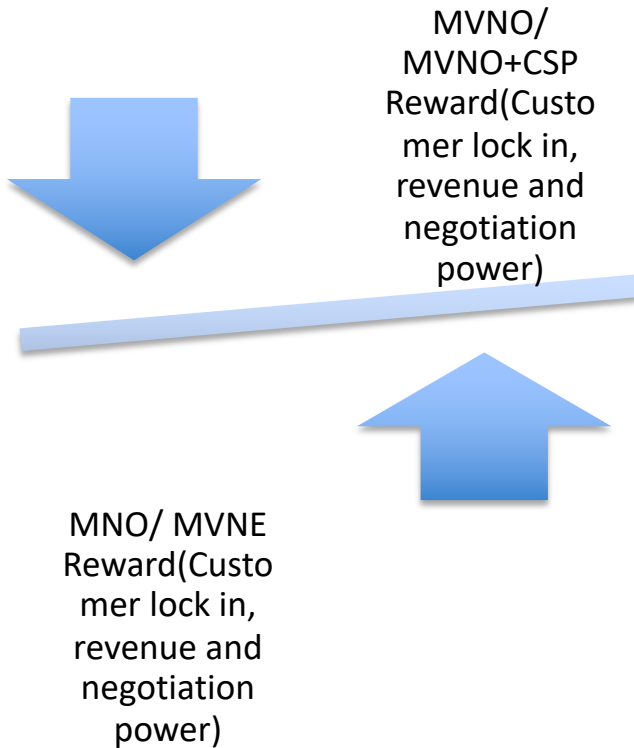 MVNO/
MVNO+CSP
Reward(Custo
mer lock in,
revenue and
negotiation
power)
MNO/ MVNE
Reward(Custo
mer lock in,
revenue and
negotiation
power)